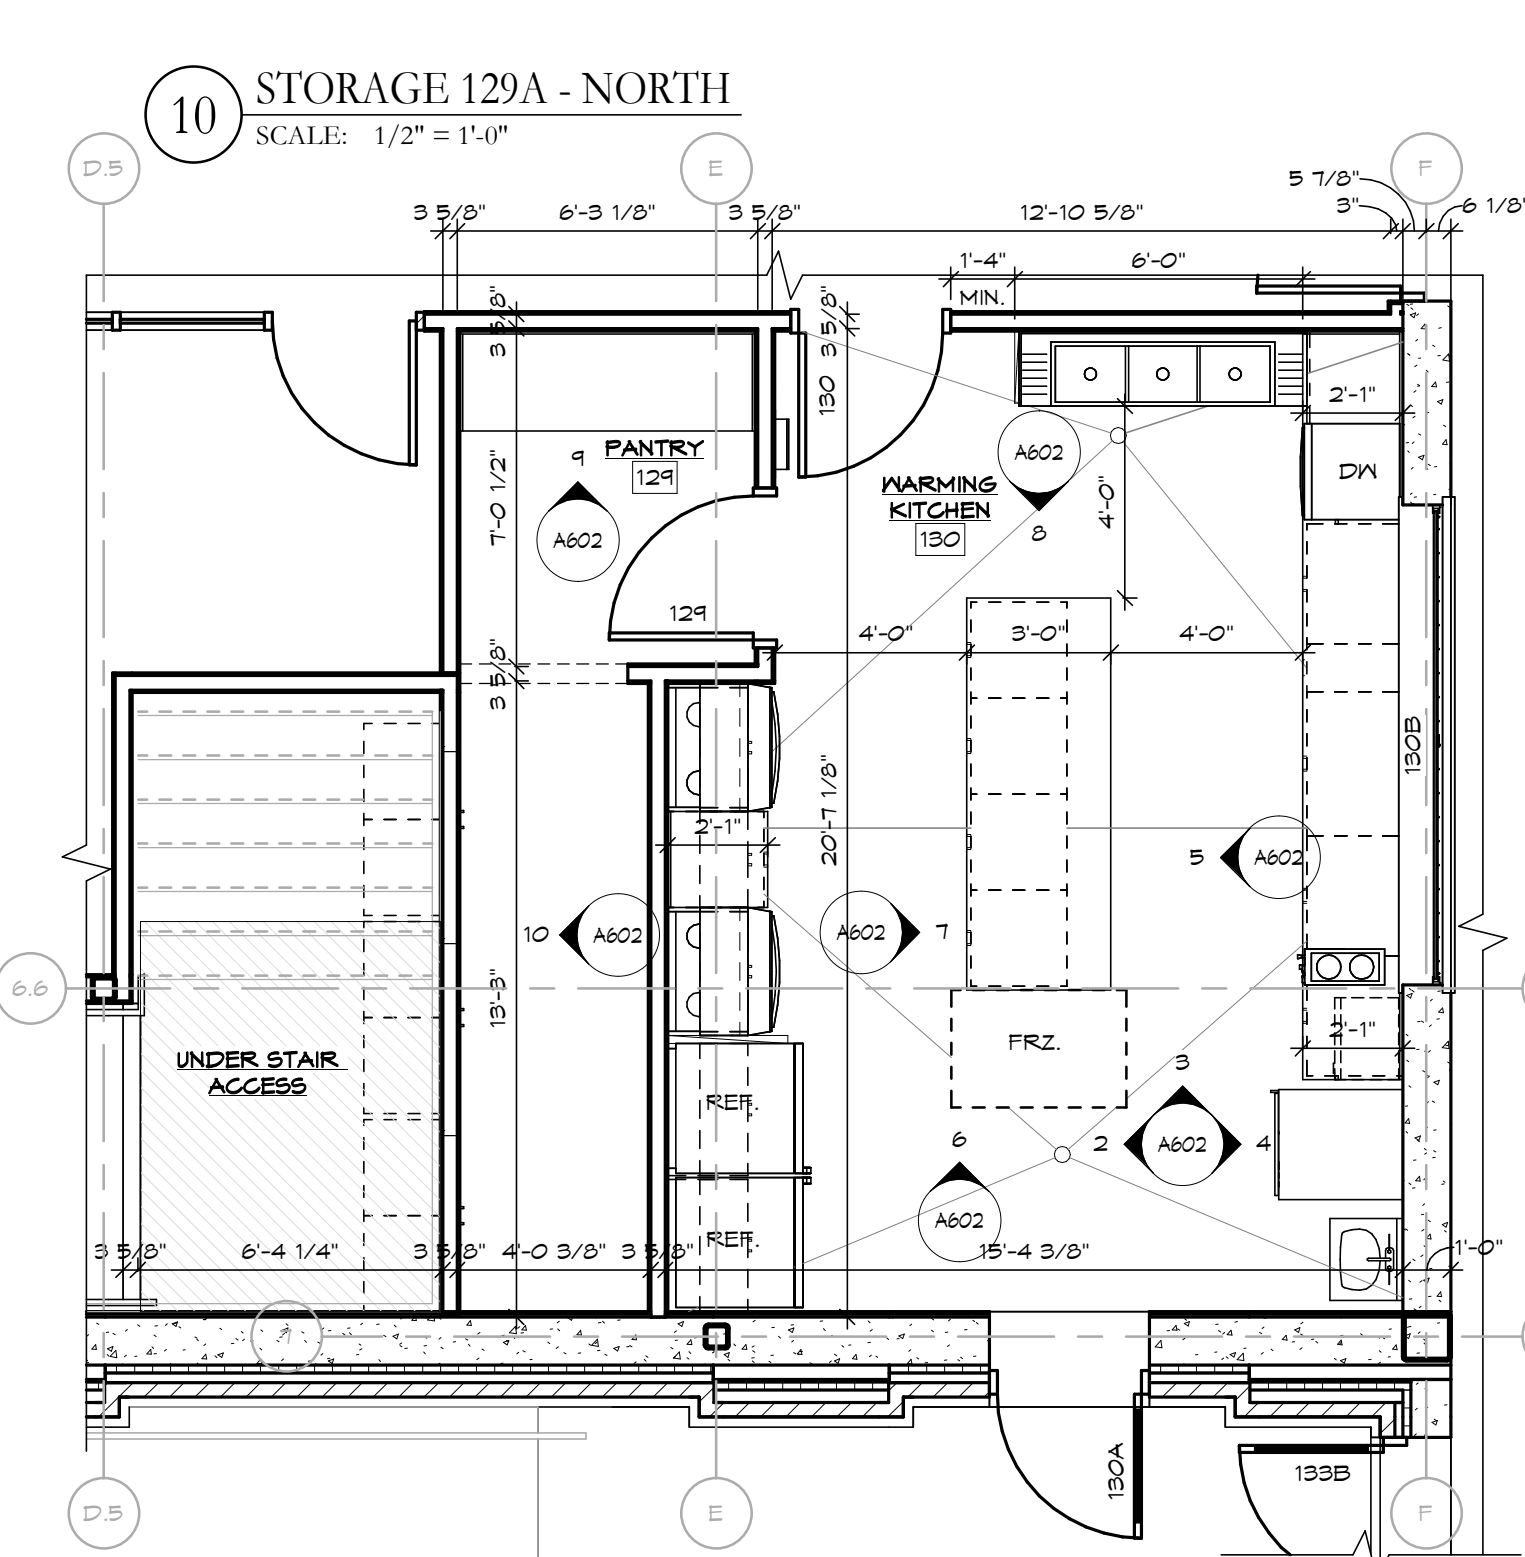 10
STORAGE 129A - NORTH
SCALE: 1/2" = 1'-0"
D.5
E
F
5 7/8"
3"
6 1/8"
3 5/8"
6'-3 1/8"
3 5/8"
12'-10 5/8"
1'-4"
6'-0"
MIN.
3 5/8"
3 5/8"
130
2'-1"
PANTRY
129
9
A602
7'-0 1/2"
WARMING
KITCHEN
130
A602
8
4'-0"
DW
129
4'-0"
3'-0"
4'-0"
3 5/8"
130B
2'-1"
20'-7 1/8"
5
A602
10
A602
A602
7
6.6
13'-3"
UNDER STAIR
ACCESS
FRZ.
2'-1"
REF.
3
2
A602
4
6
A602
REF.
3 5/8"
6'-4 1/4"
3 5/8"
4'-0 3/8"
3 5/8"
15'-4 3/8"
1'-0"
7
130A
133B
D.5
E
F